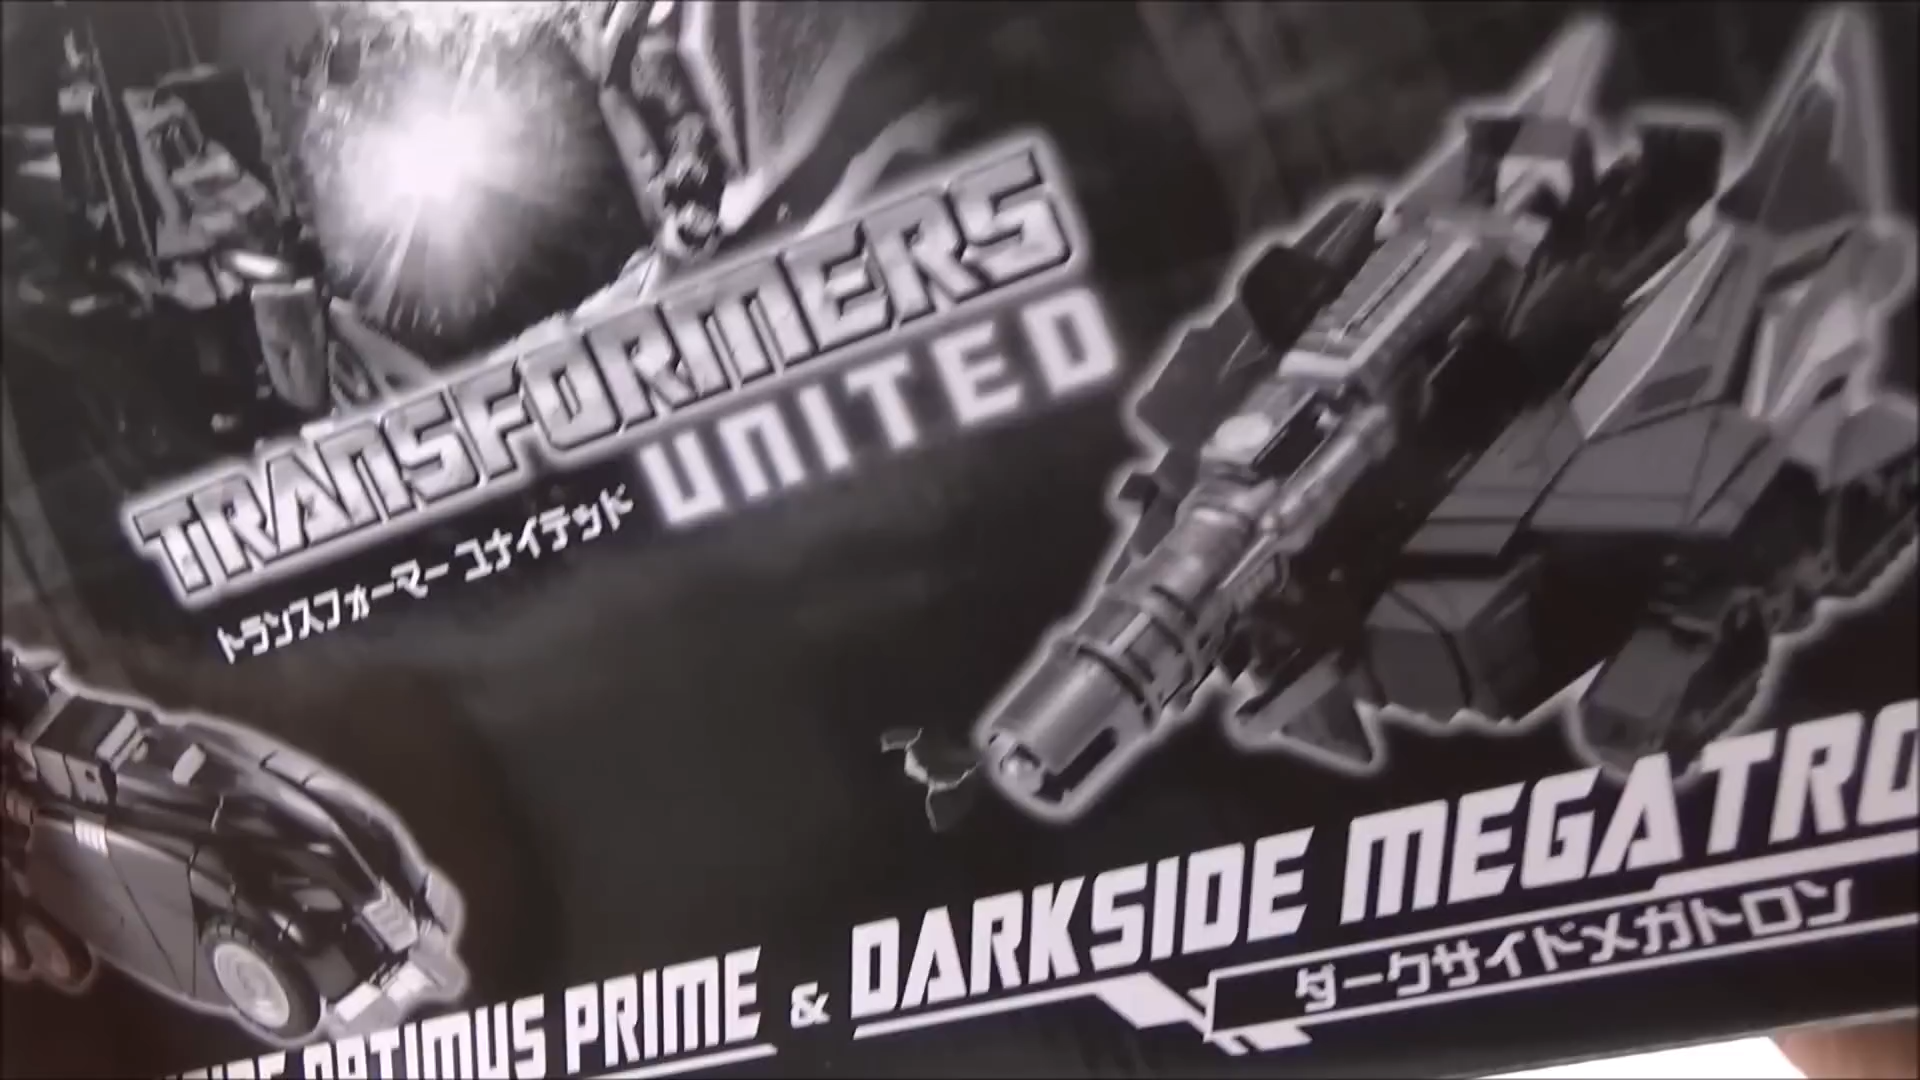 TRANSFORMERS
UNITED
トランスフォーマー ユナイテッド
OPTIMUS PRIME & DARKSIDE MEGATRO
ダークサイドメガトロン